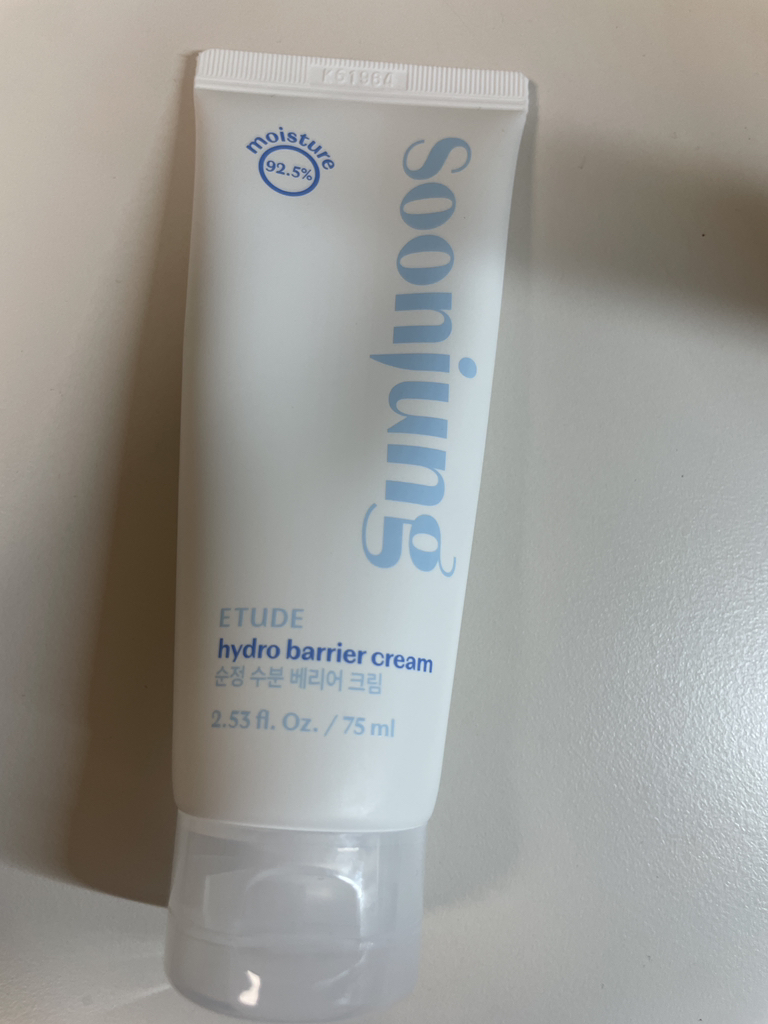 K61964
moisture
92.5%
soonjung
ETUDE
hydro barrier cream
순정 수분 베리어 크림
2.53 fl. Oz. / 75 ml